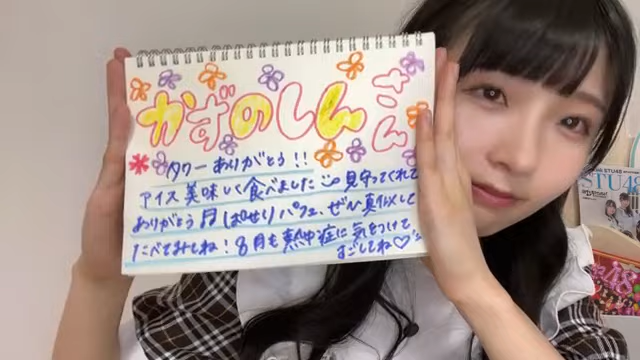 かずのしんさん
* タワーありがとう!!
アイス美味しく食べました 見守ってくれて
ありがとう♬ ぱせりパフェ、ぜひ真似して
たべてみてね！8月も熱中症に気をつけて
すごしてね♡
STU48